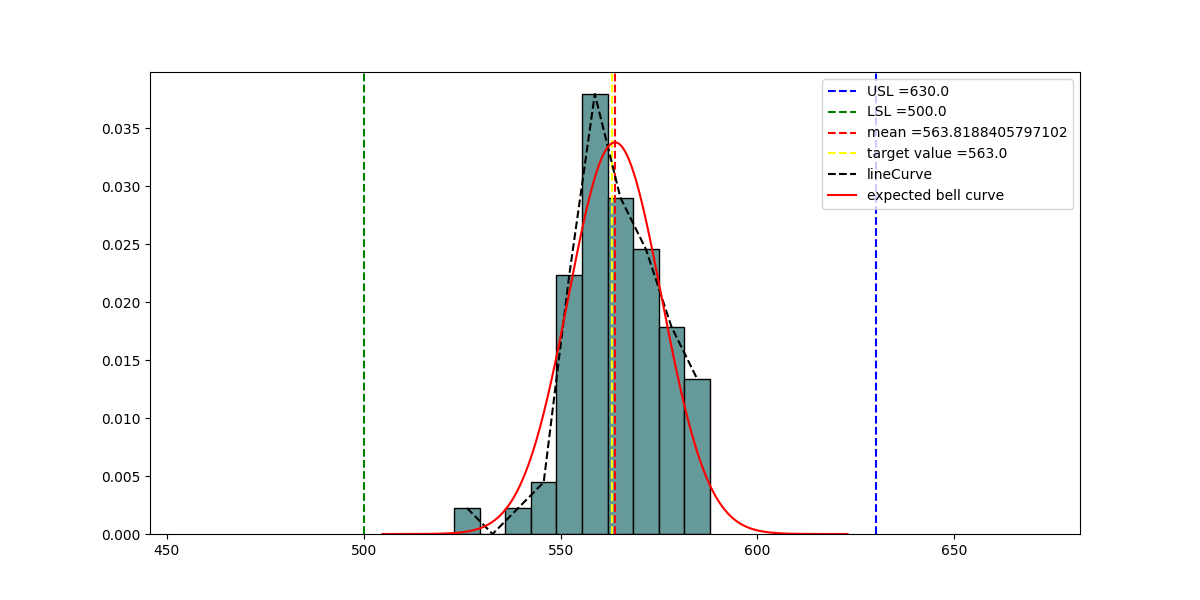 USL =630.0
LSL =500.0
mean =563.8188405797102
target value =563.0
lineCurve
expected bell curve
0.035
0.030
0.025
0.020
0.015
0.010
0.005
0.000
450
500
550
600
650